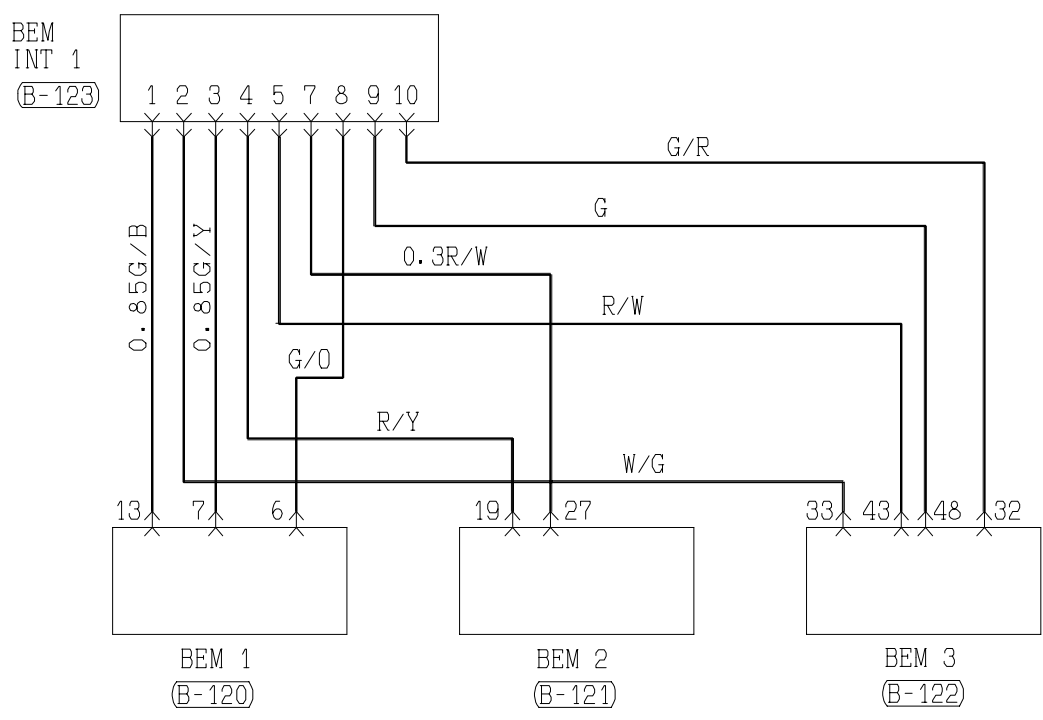 BEM
INT 1
B-123
1 2 3 4 5 7 8 9 10
G/R
G
0.85G/B
0.85G/Y
0.3R/W
R/W
G/O
R/Y
W/G
13 7 6 19 27 33 43 48 32
BEM 1
B-120
BEM 2
B-121
BEM 3
B-122